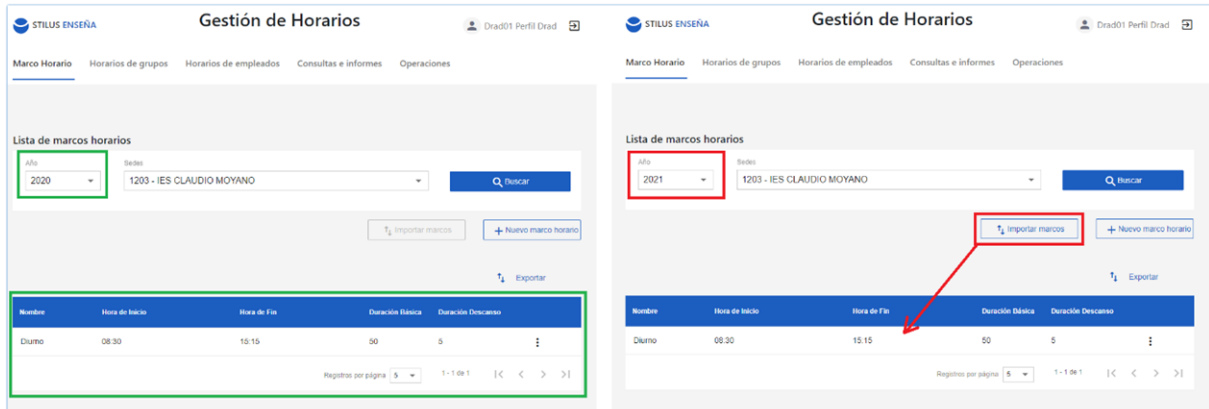 STILUS ENSEÑA
Gestión de Horarios
Drad01 Perfil Drad
Marco Horario Horarios de grupos Horarios de empleados Consultas e informes Operaciones
Lista de marcos horarios
Año Sedes
2020 1203 - IES CLAUDIO MOYANO Buscar
Importar marcos + Nuevo marco horario
Exportar
Nombre Hora de Inicio Hora de Fin Duración Básica Duración Descanso
Diurno 08:30 15:15 50 5
Registros por página 5 1 - 1 de 1
STILUS ENSEÑA
Gestión de Horarios
Drad01 Perfil Drad
Marco Horario Horarios de grupos Horarios de empleados Consultas e informes Operaciones
Lista de marcos horarios
Año Sedes
2021 1203 - IES CLAUDIO MOYANO Buscar
Importar marcos + Nuevo marco horario
Exportar
Nombre Hora de Inicio Hora de Fin Duración Básica Duración Descanso
Diurno 08:30 15:15 50 5
Registros por página 5 1 - 1 de 1